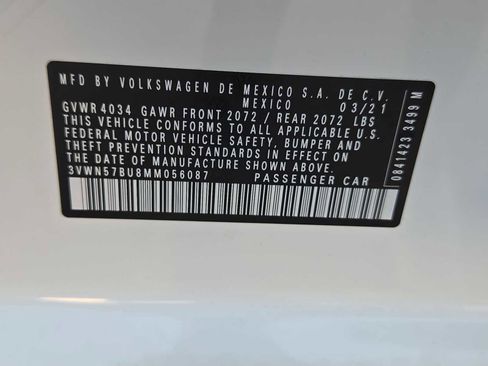 MFD BY VOLKSWAGEN DE MEXICO S.A. DE C.V.
MEXICO 03/21
GVWR 4034 GAWR FRONT 2072 / REAR 2072 LBS
THIS VEHICLE CONFORMS TO ALL APPLICABLE U.S.
FEDERAL MOTOR VEHICLE SAFETY, BUMPER AND
THEFT PREVENTION STANDARDS IN EFFECT ON
THE DATE OF MANUFACTURE SHOWN ABOVE.
3VWN57BU8MM056087 PASSENGER CAR
0841423 3499 M